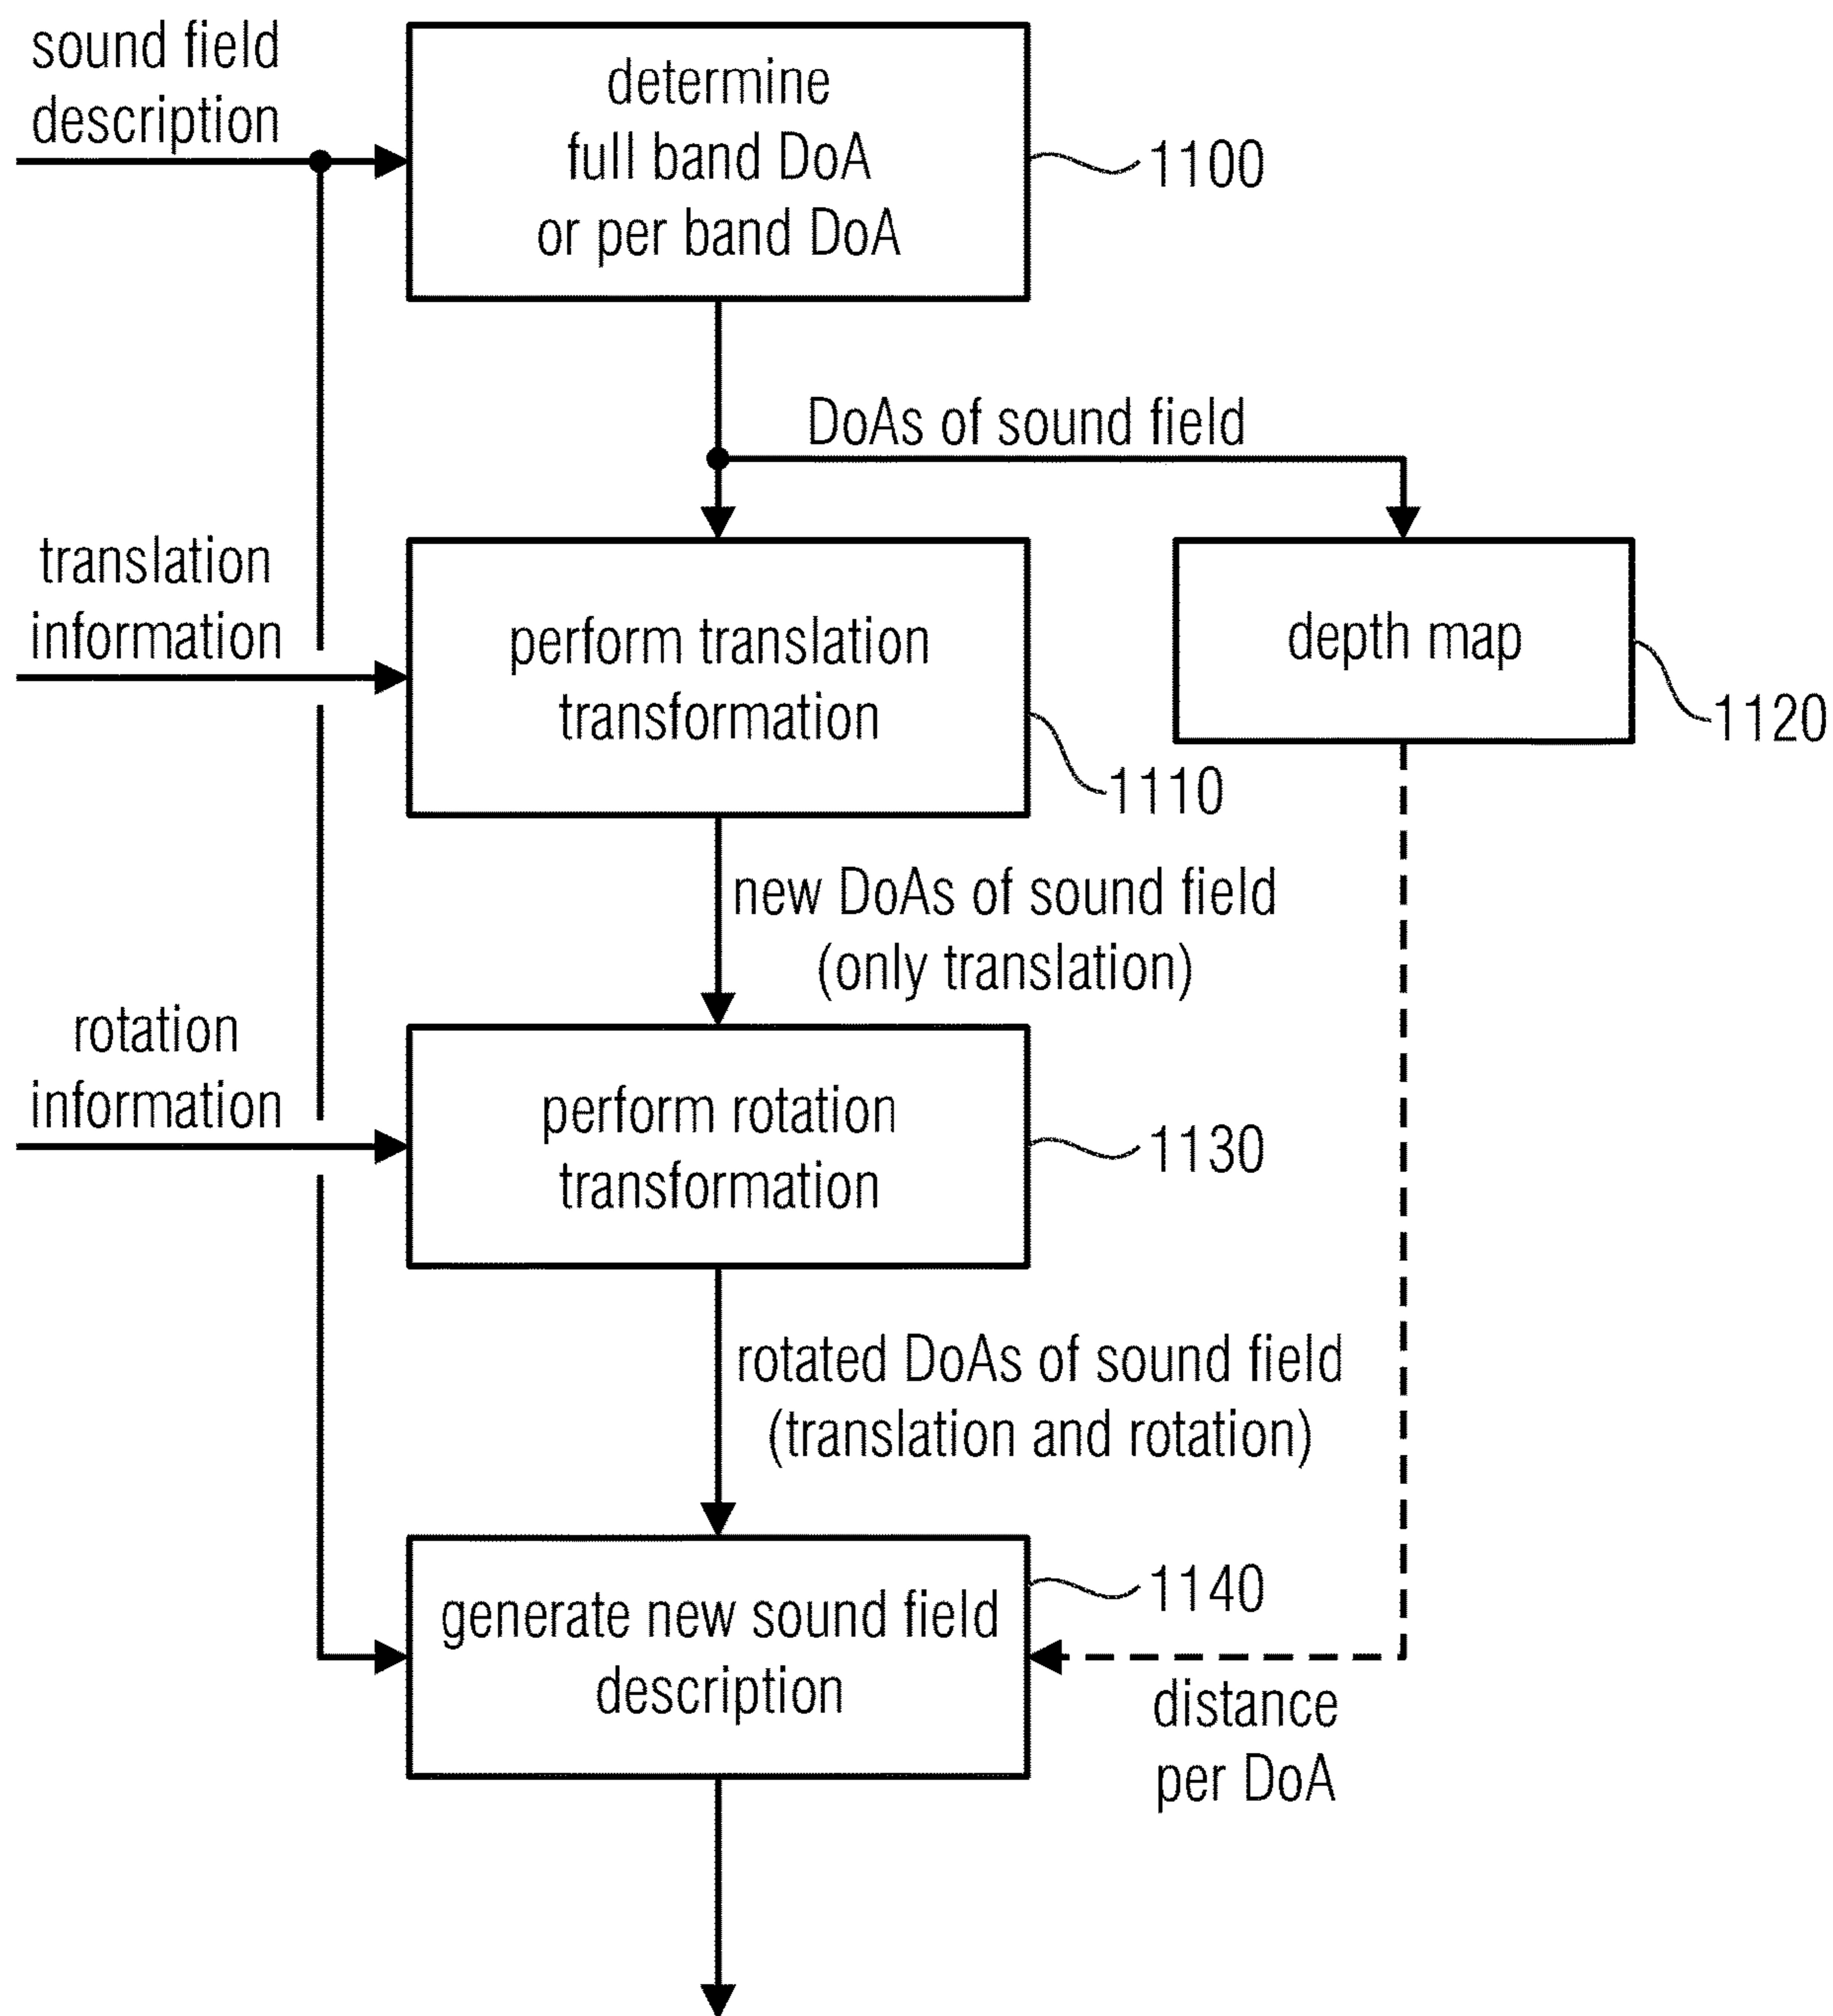 sound field
description
determine
full band DoA
or per band DoA
1100
DoAs of sound field
translation
information
perform translation
transformation
1110
depth map
1120
new DoAs of sound field
(only translation)
rotation
information
perform rotation
transformation
1130
rotated DoAs of sound field
(translation and rotation)
generate new sound field
description
1140
distance
per DoA